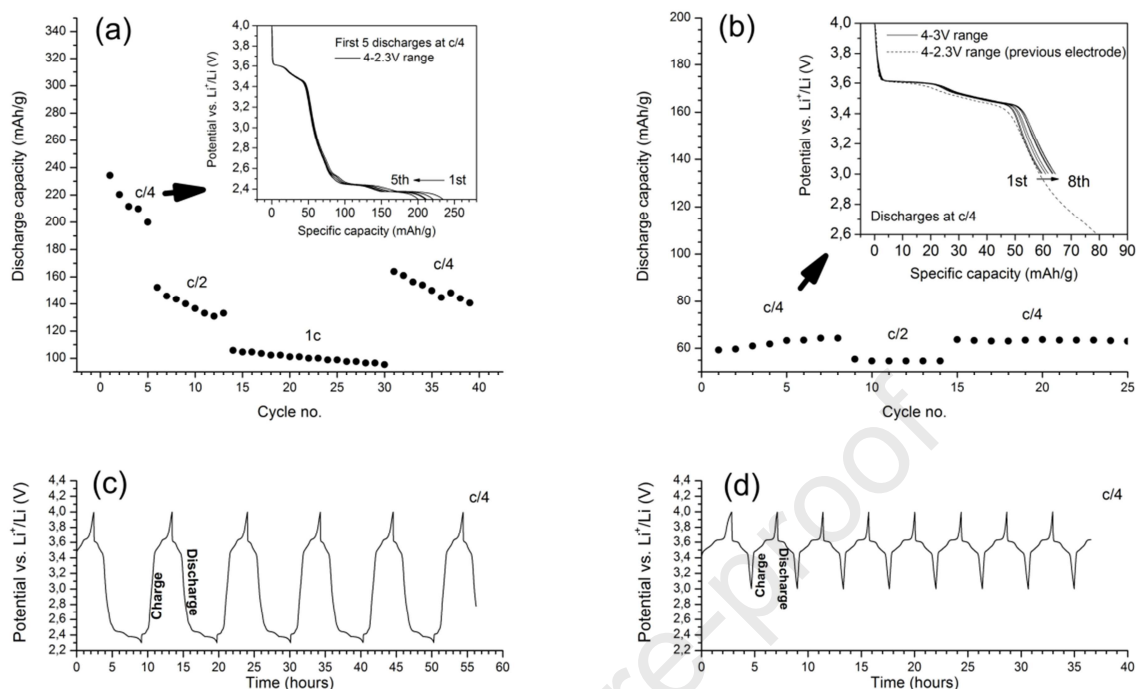 (a)
Discharge capacity (mAh/g)
340
320
300
280
260
240
220
200
180
160
140
120
100
c/4
c/2
1c
c/4
0 5 10 15 20 25 30 35 40
Cycle no.
Potential vs. Li⁺/Li (V)
4,0
3,8
3,6
3,4
3,2
3,0
2,8
2,6
2,4
First 5 discharges at c/4
4-2.3V range
5th
1st
0 50 100 150 200 250
Specific capacity (mAh/g)
(b)
Discharge capacity (mAh/g)
200
180
160
140
120
100
80
60
c/4
c/2
c/4
0 5 10 15 20 25
Cycle no.
Potential vs. Li⁺/Li (V)
4,0
3,8
3,6
3,4
3,2
3,0
2,8
2,6
4-3V range
4-2.3V range (previous electrode)
1st
8th
Discharges at c/4
0 10 20 30 40 50 60 70 80 90
Specific capacity (mAh/g)
(c)
c/4
Potential vs. Li⁺/Li (V)
4,4
4,2
4,0
3,8
3,6
3,4
3,2
3,0
2,8
2,6
2,4
2,2
Charge
Discharge
0 5 10 15 20 25 30 35 40 45 50 55 60
Time (hours)
(d)
c/4
Potential vs. Li⁺/Li (V)
4,4
4,2
4,0
3,8
3,6
3,4
3,2
3,0
2,8
2,6
2,4
2,2
Charge
Discharge
0 5 10 15 20 25 30 35 40
Time (hours)
re-proof